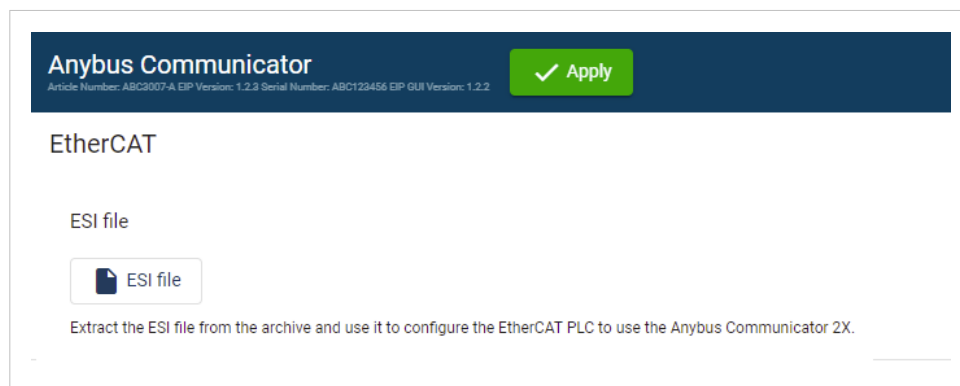 Anybus Communicator
Article Number: ABC3007-A EIP Version: 1.2.3 Serial Number: ABC123456 EIP GUI Version: 1.2.2
Apply
EtherCAT
ESI file
ESI file
Extract the ESI file from the archive and use it to configure the EtherCAT PLC to use the Anybus Communicator 2X.